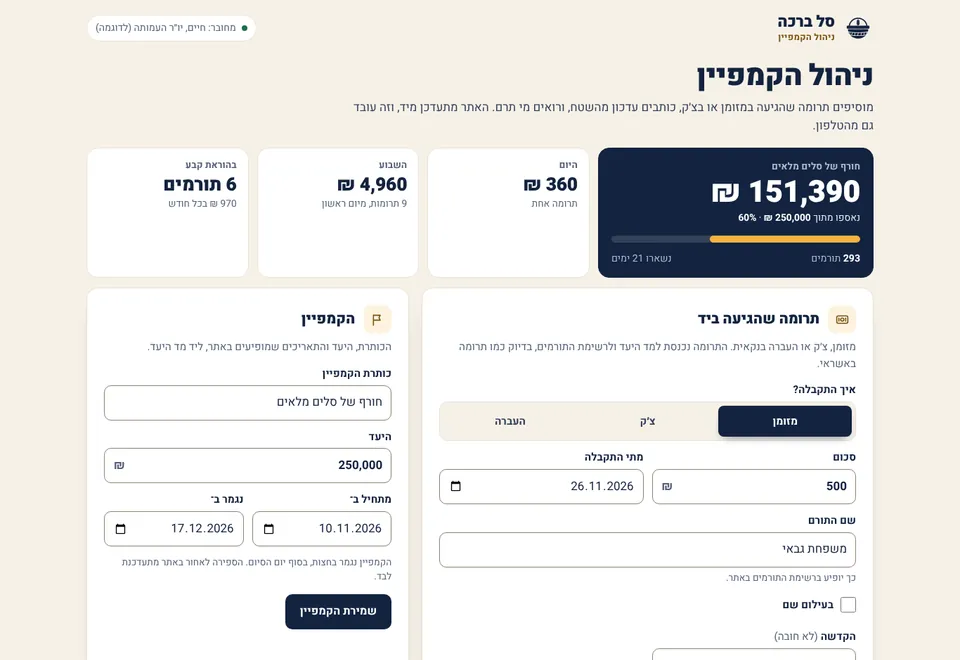 סל ברכה
ניהול הקמפיין
מחובר: חיים, יו"ר העמותה (לדוגמה)
ניהול הקמפיין
מוסיפים תרומה שהגיעה במזומן או בצ'ק, כותבים עדכון מהשטח, ורואים מי תרם. האתר מתעדכן מיד, וזה עובד
גם מהטלפון.
חורף של סלים מלאים
151,390 ₪
נאספו מתוך 250,000 ₪ · 60%
293 תורמים
נשארו 21 ימים
היום
360 ₪
תרומה אחת
השבוע
4,960 ₪
9 תרומות, מיום ראשון
בהוראת קבע
6 תורמים
970 ₪ בכל חודש
תרומה שהגיעה ביד
מזומן, צ'ק או העברה בנקאית. התרומה נכנסת למד היעד ולרשימת התורמים, בדיוק כמו תרומה
באשראי.
איך התקבלה?
מזומן
צ'ק
העברה
סכום
מתי התקבלה
500 ₪
26.11.2026
שם התורם
משפחת גבאי
כך יופיע ברשימת התורמים באתר.
בעילום שם
הקדשה (לא חובה)
הקמפיין
הכותרת, היעד והתאריכים שמופיעים באתר, ליד מד היעד.
כותרת הקמפיין
חורף של סלים מלאים
היעד
250,000 ₪
מתחיל ב־
נגמר ב־
10.11.2026
17.12.2026
הקמפיין נגמר בחצות, בסוף יום הסיום. הספירה לאחור באתר מתעדכנת
לבד.
שמירת הקמפיין